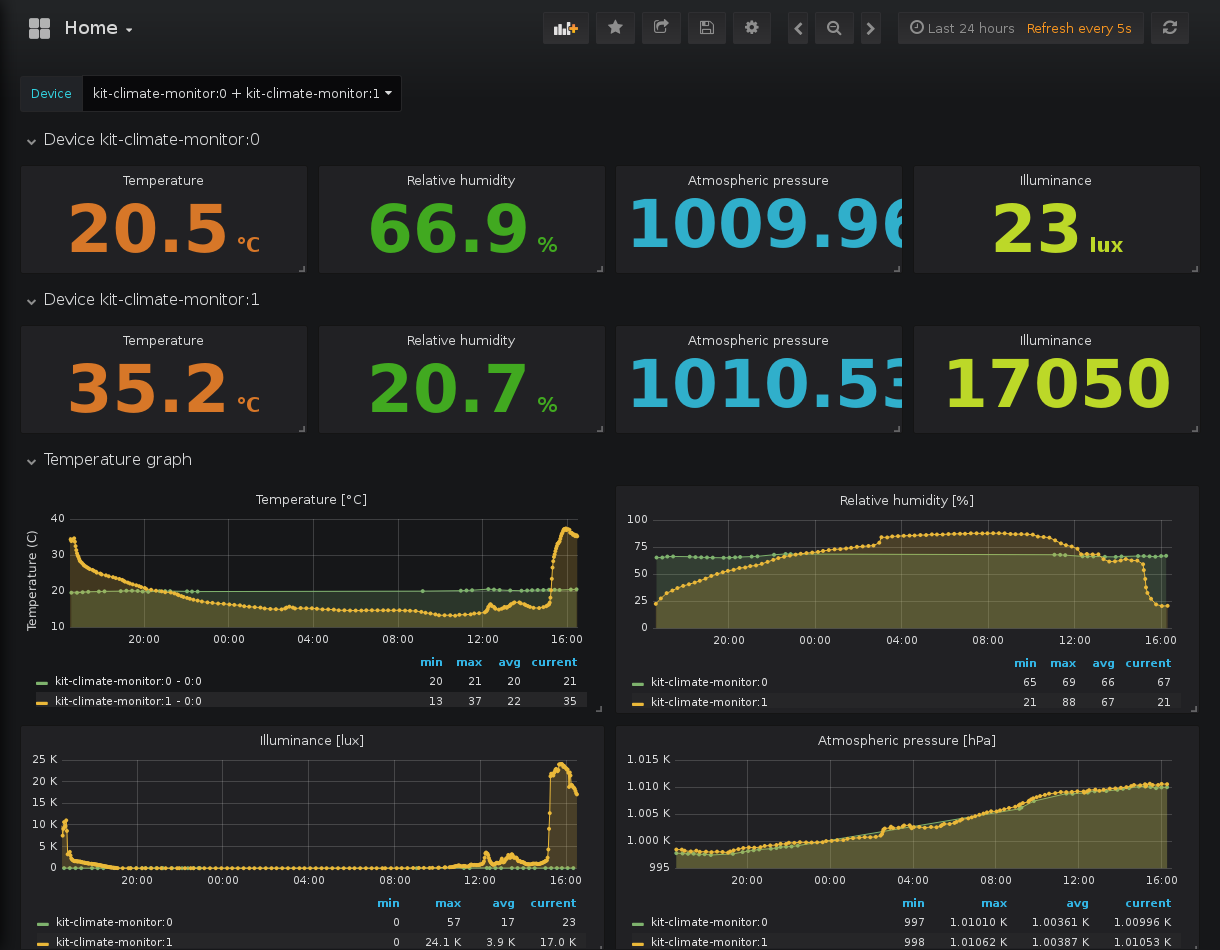 Home
Last 24 hours Refresh every 5s
Device kit-climate-monitor:0 + kit-climate-monitor:1
Device kit-climate-monitor:0
Temperature Relative humidity Atmospheric pressure Illuminance
20.5 °C 66.9 % 1009.96 23 lux
Device kit-climate-monitor:1
Temperature Relative humidity Atmospheric pressure Illuminance
35.2 °C 20.7 % 1010.53 17050
Temperature graph
Temperature [°C]
Temperature (C)
40
30
20
10
20:00 00:00 04:00 08:00 12:00 16:00
min max avg current
kit-climate-monitor:0 - 0:0 20 21 20 21
kit-climate-monitor:1 - 0:0 13 37 22 35
Relative humidity [%]
100
75
50
25
0
20:00 00:00 04:00 08:00 12:00 16:00
min max avg current
kit-climate-monitor:0 65 69 66 67
kit-climate-monitor:1 21 88 67 21
Illuminance [lux]
25 K
20 K
15 K
10 K
5 K
0
20:00 00:00 04:00 08:00 12:00 16:00
min max avg current
kit-climate-monitor:0 0 57 17 23
kit-climate-monitor:1 0 24.1 K 3.9 K 17.0 K
Atmospheric pressure [hPa]
1.015 K
1.010 K
1.005 K
1.000 K
995
20:00 00:00 04:00 08:00 12:00 16:00
min max avg current
kit-climate-monitor:0 997 1.01010 K 1.00361 K 1.00996 K
kit-climate-monitor:1 998 1.01062 K 1.00387 K 1.01053 K